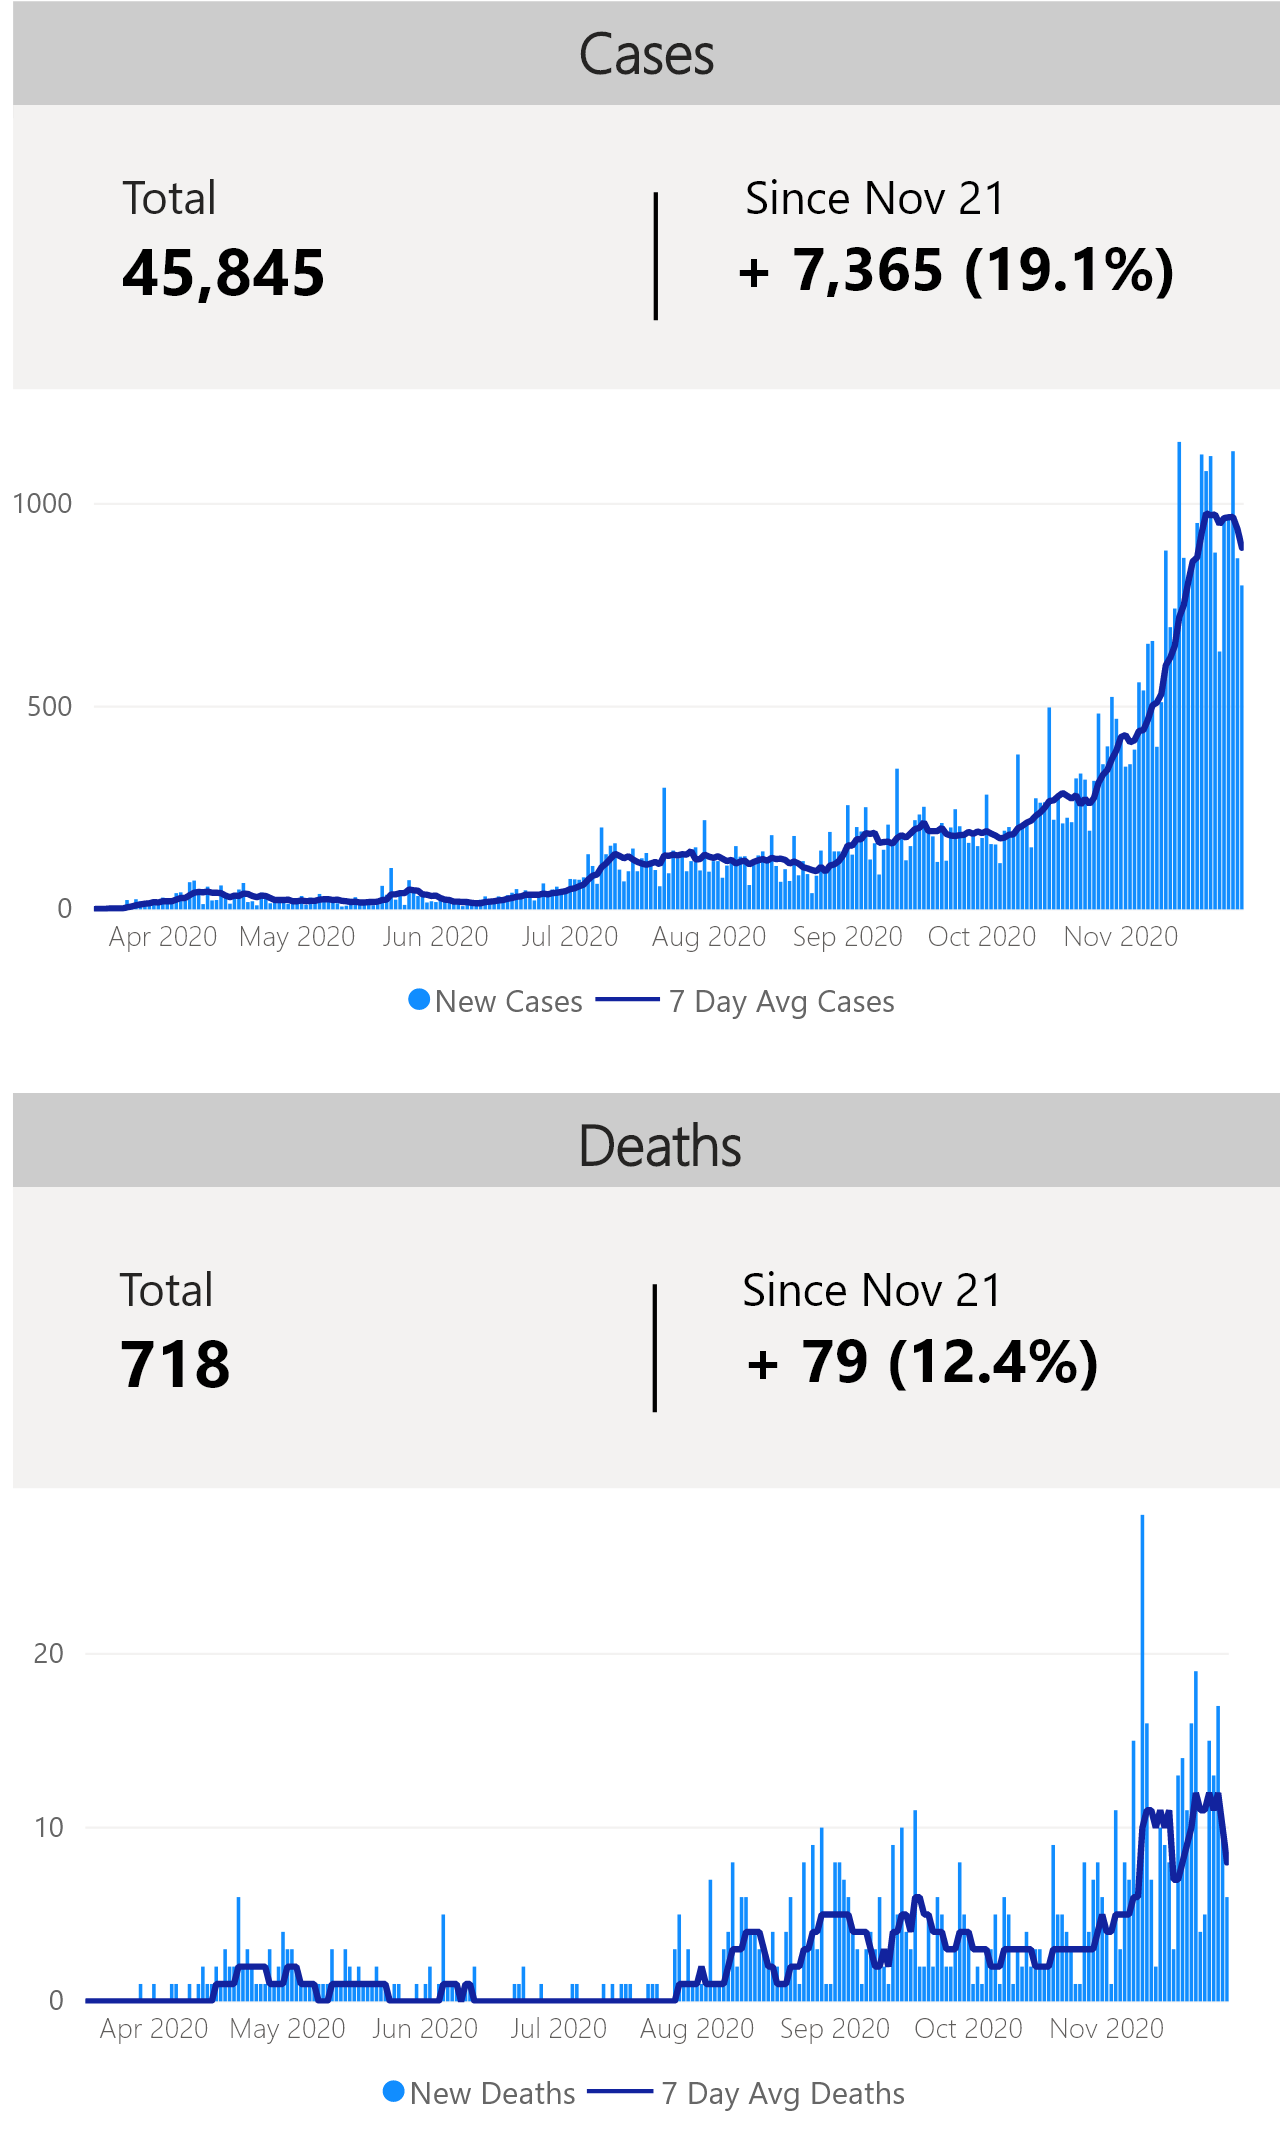 Cases
Total
Since Nov 21
45,845
+ 7,365 (19.1%)
1000
500
0
Apr 2020 May 2020 Jun 2020 Jul 2020 Aug 2020 Sep 2020 Oct 2020 Nov 2020
New Cases 7 Day Avg Cases
Deaths
Total
Since Nov 21
718
+ 79 (12.4%)
20
10
0
Apr 2020 May 2020 Jun 2020 Jul 2020 Aug 2020 Sep 2020 Oct 2020 Nov 2020
New Deaths 7 Day Avg Deaths